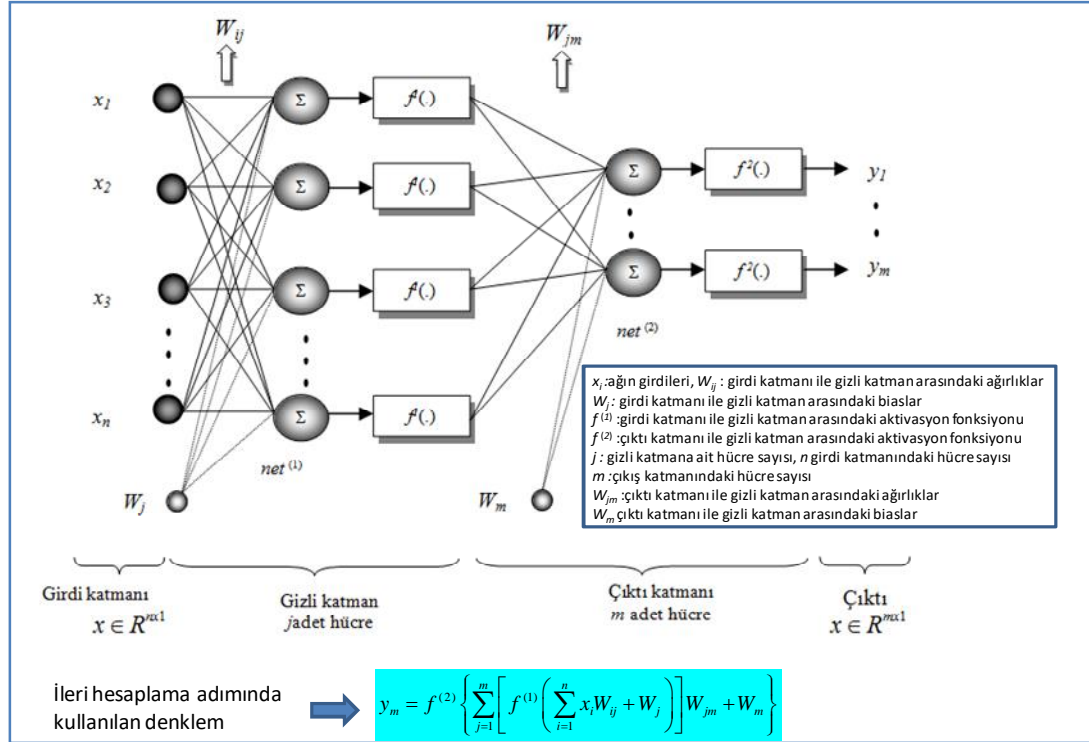 W_ij W_jm
x_1 Σ f¹(.)
x_2 Σ f¹(.) Σ f²(.) y_1
x_3 Σ f¹(.) Σ f²(.) y_m
net (2)
x_n Σ f¹(.)
net (1)
W_j W_m
x_i :ağın girdileri, W_ij : girdi katmanı ile gizli katman arasındaki ağırlıklar
W_j : girdi katmanı ile gizli katman arasındaki biaslar
f (1) :girdi katmanı ile gizli katman arasındaki aktivasyon fonksiyonu
f (2) :çıktı katmanı ile gizli katman arasındaki aktivasyon fonksiyonu
j : gizli katmana ait hücre sayısı, n girdi katmanındaki hücre sayısı
m :çıkış katmanındaki hücre sayısı
W_jm :çıktı katmanı ile gizli katman arasındaki ağırlıklar
W_m çıktı katmanı ile gizli katman arasındaki biaslar
Girdi katmanı
x ∈ R^nx1
Gizli katman
j adet hücre
Çıktı katmanı
m adet hücre
Çıktı
x ∈ R^mx1
İleri hesaplama adımında
kullanılan denklem
y_m = f^(2) { ∑_{j=1}^{m} [ f^(1) ( ∑_{i=1}^{n} x_i W_ij + W_j ) ] W_jm + W_m }